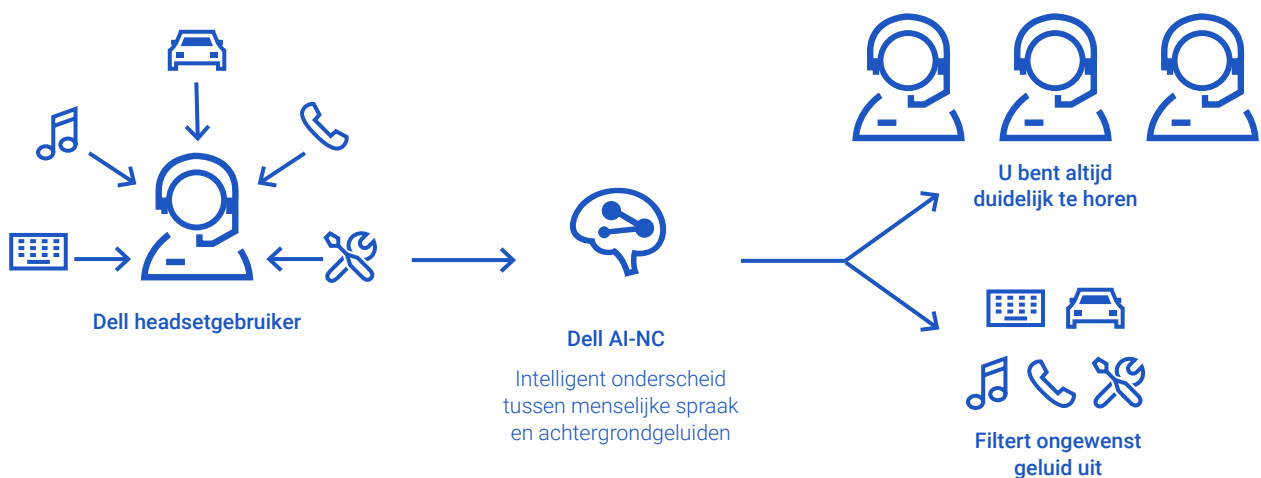 Dell headsetgebruiker
Dell AI-NC
Intelligent onderscheid
tussen menselijke spraak
en achtergrondgeluiden
U bent altijd
duidelijk te horen
Filtert ongewenst
geluid uit